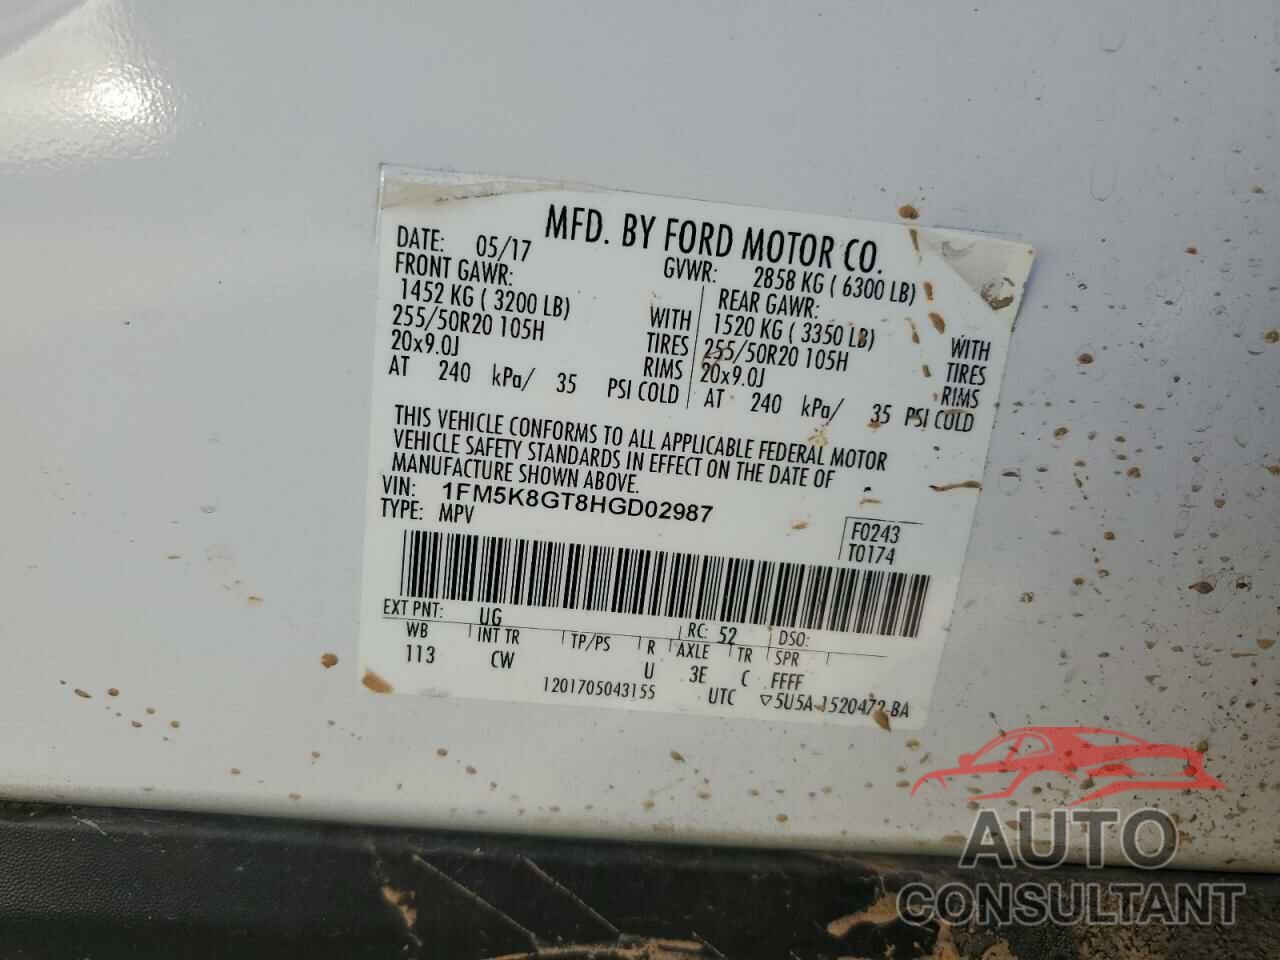 MFD. BY FORD MOTOR CO.
DATE: 05/17 GVWR: 2858 KG ( 6300 LB)
FRONT GAWR: REAR GAWR:
1452 KG ( 3200 LB) WITH 1520 KG ( 3350 LB) WITH
255/50R20 105H TIRES 255/50R20 105H TIRES
20x9.0J RIMS 20x9.0J RIMS
AT 240 kPa/ 35 PSI COLD AT 240 kPa/ 35 PSI COLD
THIS VEHICLE CONFORMS TO ALL APPLICABLE FEDERAL MOTOR
VEHICLE SAFETY STANDARDS IN EFFECT ON THE DATE OF
MANUFACTURE SHOWN ABOVE.
VIN: 1FM5K8GT8HGD02987
TYPE: MPV
F0243
T0174
EXT PNT: UG RC: 52 DSO:
WB INT TR TP/PS R AXLE TR SPR
113 CW U 3E C FFFF
1201705043155 UTC ▽5U5A-1520472-BA
AUTO
CONSULTANT